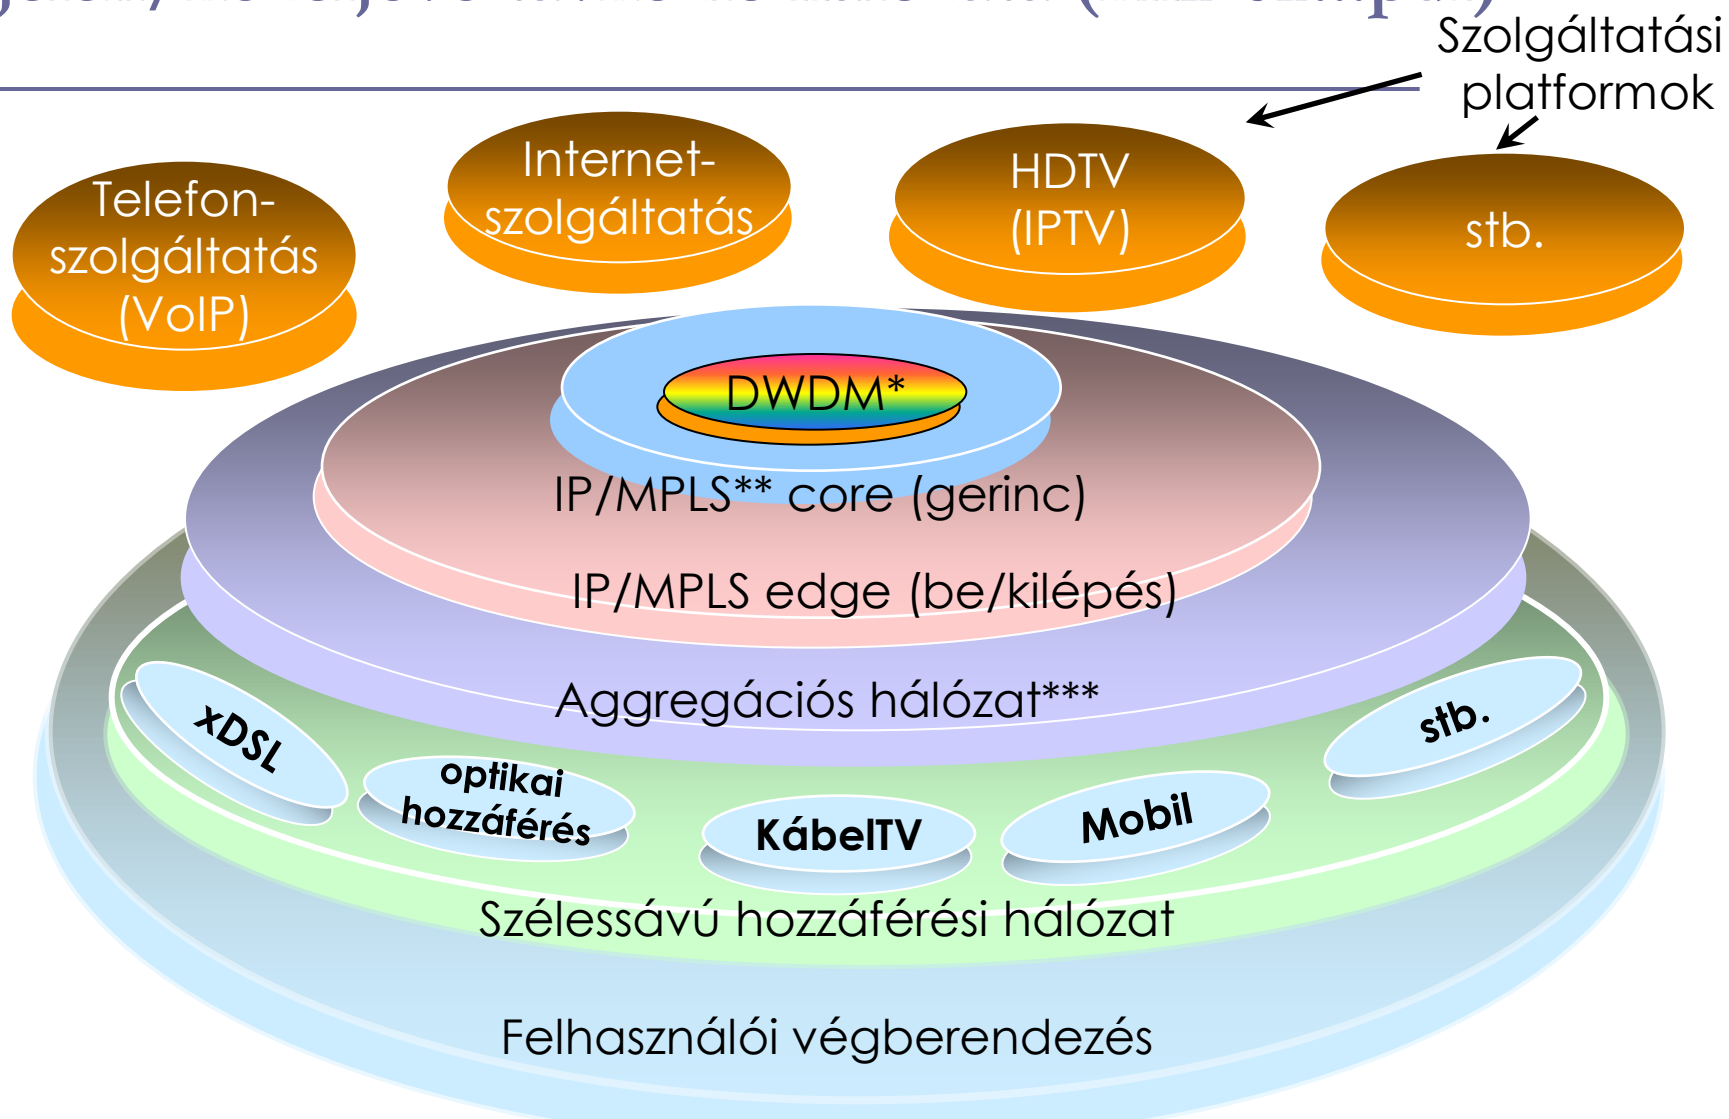 Szolgáltatási
platformok
Telefon-
szolgáltatás
(VoIP)
Internet-
szolgáltatás
HDTV
(IPTV)
stb.
DWDM*
IP/MPLS** core (gerinc)
IP/MPLS edge (be/kilépés)
Aggregációs hálózat***
xDSL
optikai
hozzáférés
KábelTV
Mobil
stb.
Szélessávú hozzáférési hálózat
Felhasználói végberendezés